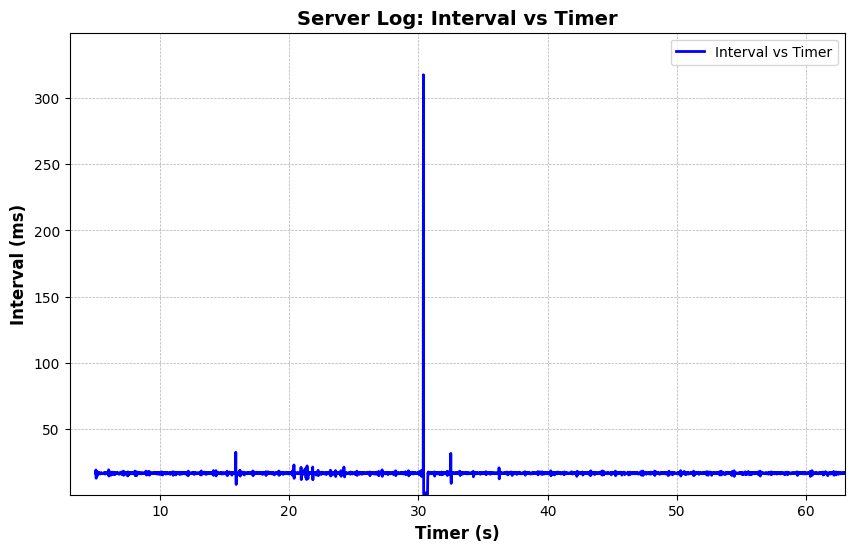 Server Log: Interval vs Timer
Interval vs Timer
300
250
200
150
100
50
Interval (ms)
10 20 30 40 50 60
Timer (s)